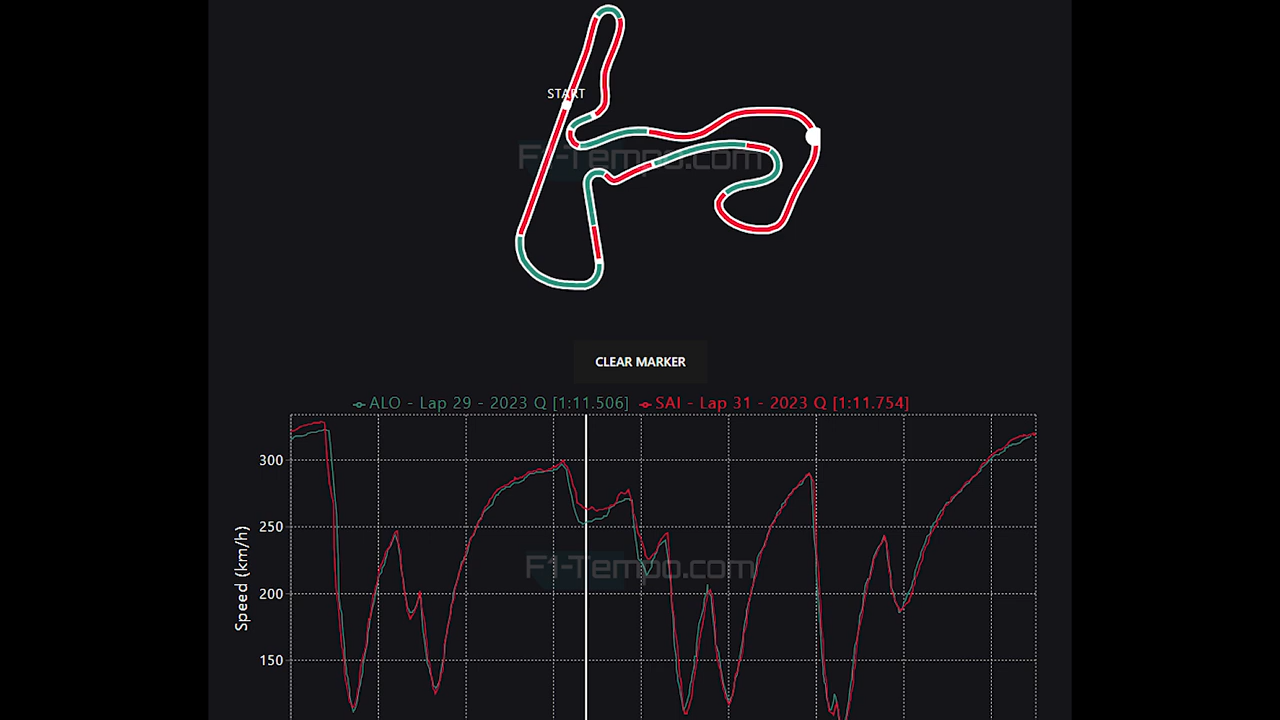 START
F1-Tempo.com
CLEAR MARKER
ALO - Lap 29 - 2023 Q [1:11.506] SAI - Lap 31 - 2023 Q [1:11.754]
300
250
200
150
Speed (km/h)
F1-Tempo.com